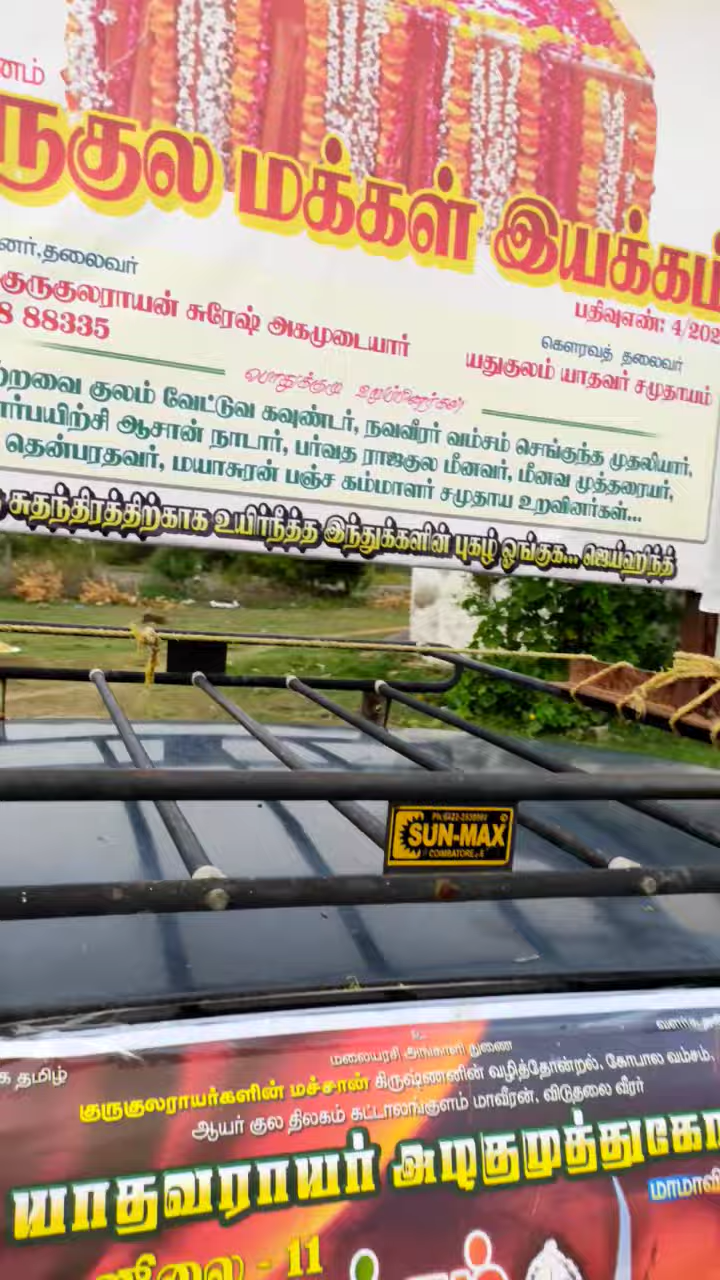 னம்
ருகுல மக்கள் இயக்கம்
னர்,தலைவர்
பதிவுஎண்: 4/202
குருகுலராயன் சுரேஷ் அகமுடையார்
கௌரவத் தலைவர்
8 88335
யதுகுலம் யாதவர் சமுதாயம்
பொதுக்குழு உறுப்பினர்கள்
ற்றவை குலம் வேட்டுவ கவுண்டர், நவவீரர் வம்சம் செங்குந்த முதலியார்,
ார்பயிற்சி ஆசான் நாடார், பர்வத ராஜகுல மீனவர், மீனவ முத்தரையர்,
தென்பரதவர், மயாசுரன் பஞ்ச கம்மாளர் சமுதாய உறவினர்கள்...
சுதந்திரத்திற்காக உயிர்நீத்த இந்துக்களின் புகழ் ஓங்குக... ஜெய்ஹிந்த்
SUN-MAX
COIMBATORE
உ
மலையரசி அங்காளி துணை
க தமிழ்
குருகுலராயர்களின் மச்சான் கிருஷ்ணனின் வழித்தோன்றல், கோபால வம்சம்,
ஆயர் குல திலகம் கட்டாலங்குளம் மாவீரன், விடுதலை வீரர்
யாதவராயர் அழகுமுத்துகோ
மாமாவி
ஜூலை - 11